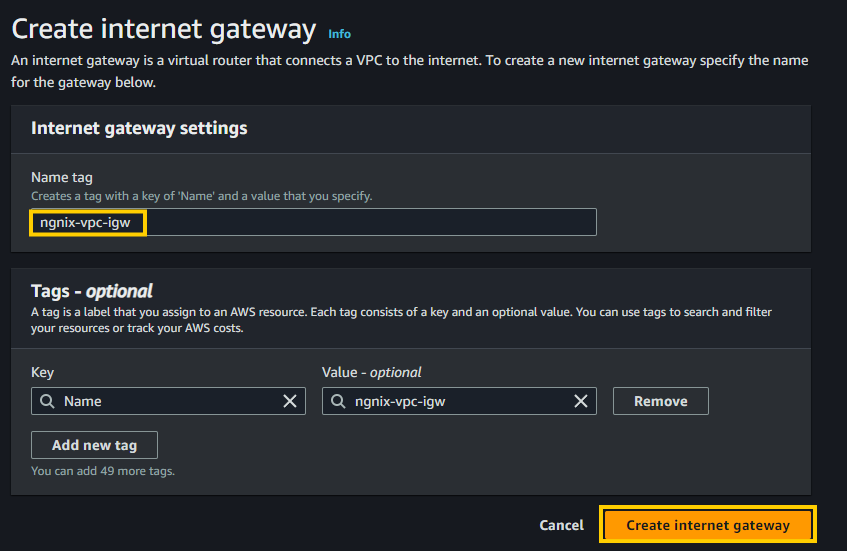 Create internet gateway Info
An internet gateway is a virtual router that connects a VPC to the internet. To create a new internet gateway specify the name
for the gateway below.
Internet gateway settings
Name tag
Creates a tag with a key of 'Name' and a value that you specify.
ngnix-vpc-igw
Tags - optional
A tag is a label that you assign to an AWS resource. Each tag consists of a key and an optional value. You can use tags to search and filter
your resources or track your AWS costs.
Key Value - optional
Name ngnix-vpc-igw Remove
Add new tag
You can add 49 more tags.
Cancel Create internet gateway